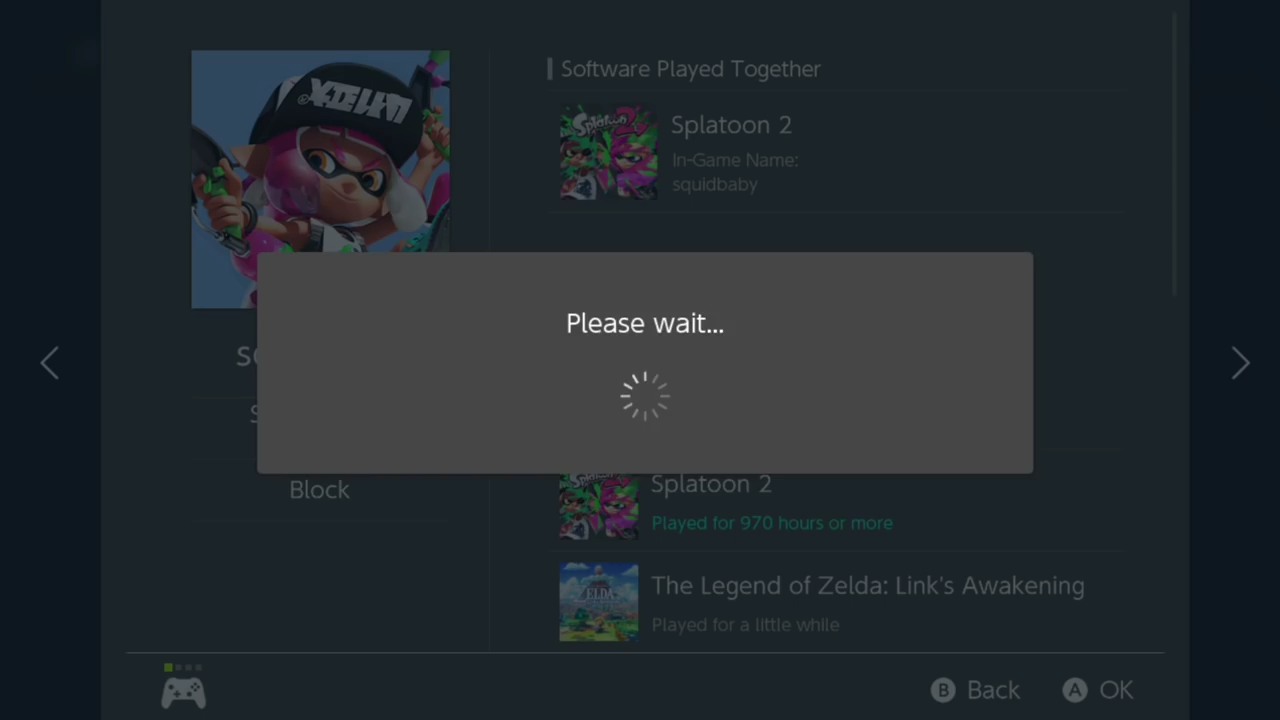 Software Played Together
Splatoon 2
In-Game Name:
squidbaby
Please wait...
Block
Splatoon 2
Played for 970 hours or more
ZELDA
The Legend of Zelda: Link's Awakening
Played for a little while
B Back
A OK